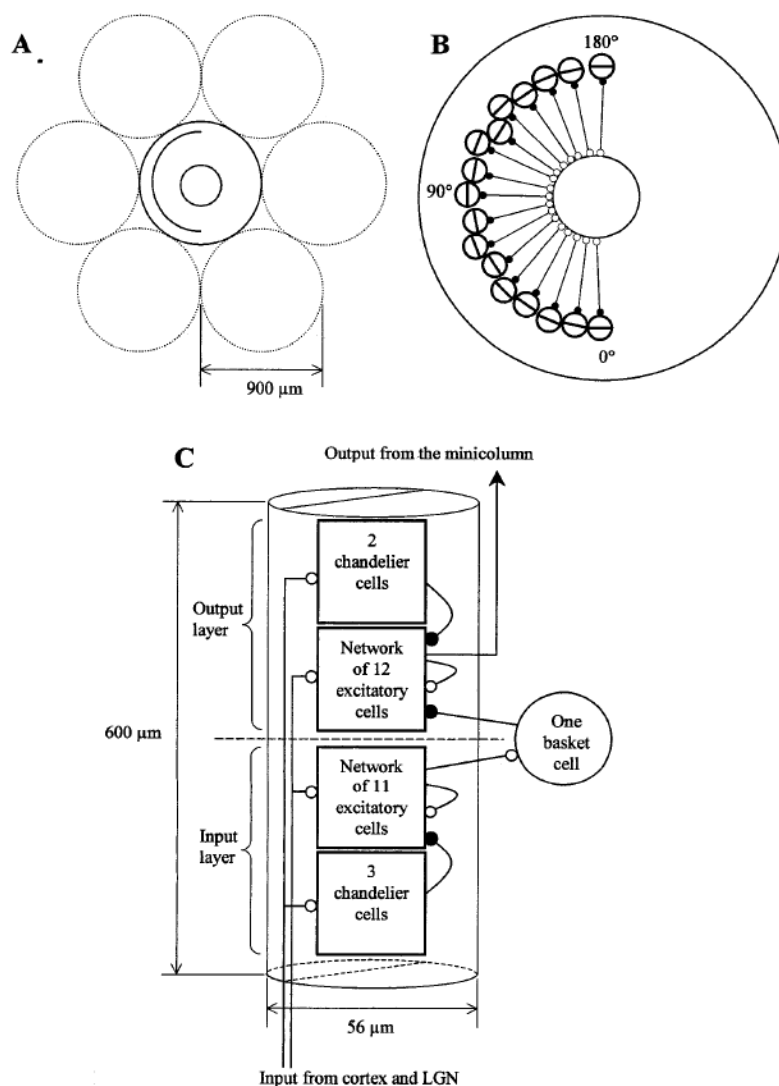 A
B
180°
90°
0°
900 μm
C
Output from the minicolumn
2
chandelier
cells
Output
layer
Network
of 12
excitatory
cells
600 μm
One
basket
cell
Network
of 11
excitatory
cells
Input
layer
3
chandelier
cells
56 μm
Input from cortex and LGN